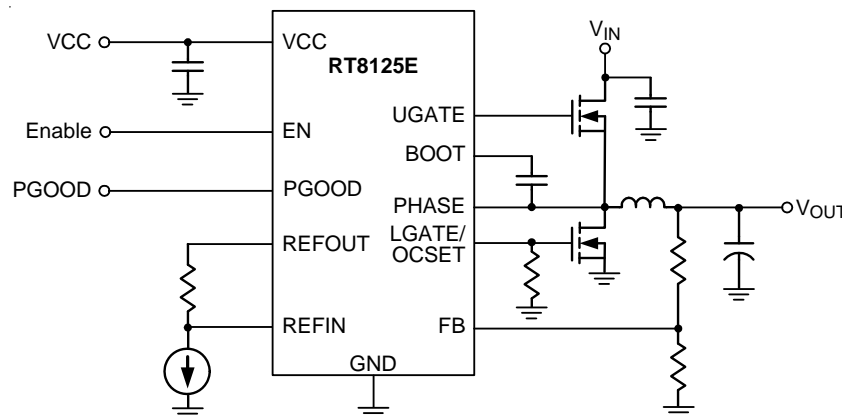 VCC
VCC
RT8125E
V_IN
UGATE
Enable
EN
BOOT
PGOOD
PGOOD
PHASE
V_OUT
REFOUT
LGATE/
OCSET
REFIN
FB
GND